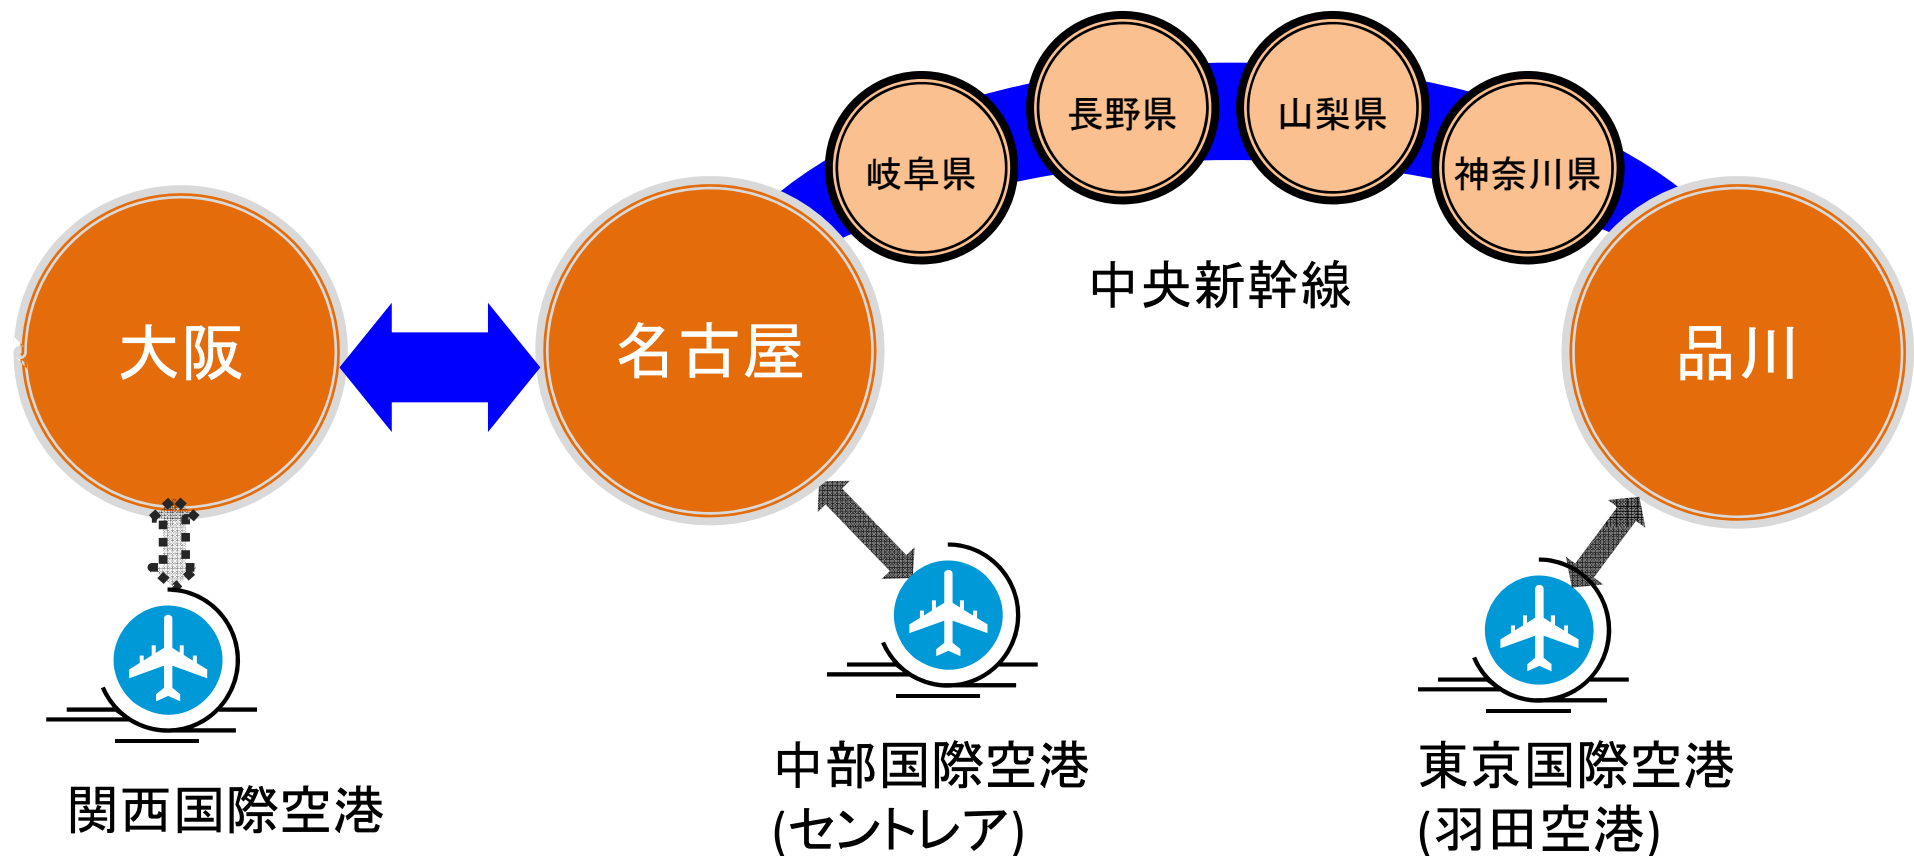 岐阜県
長野県
山梨県
神奈川県
中央新幹線
大阪
名古屋
品川
関西国際空港
中部国際空港
(セントレア)
東京国際空港
(羽田空港)